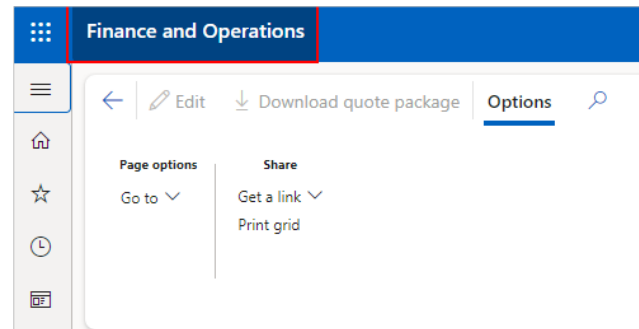 Finance and Operations
Edit Download quote package Options
Page options Share
Go to Get a link
Print grid